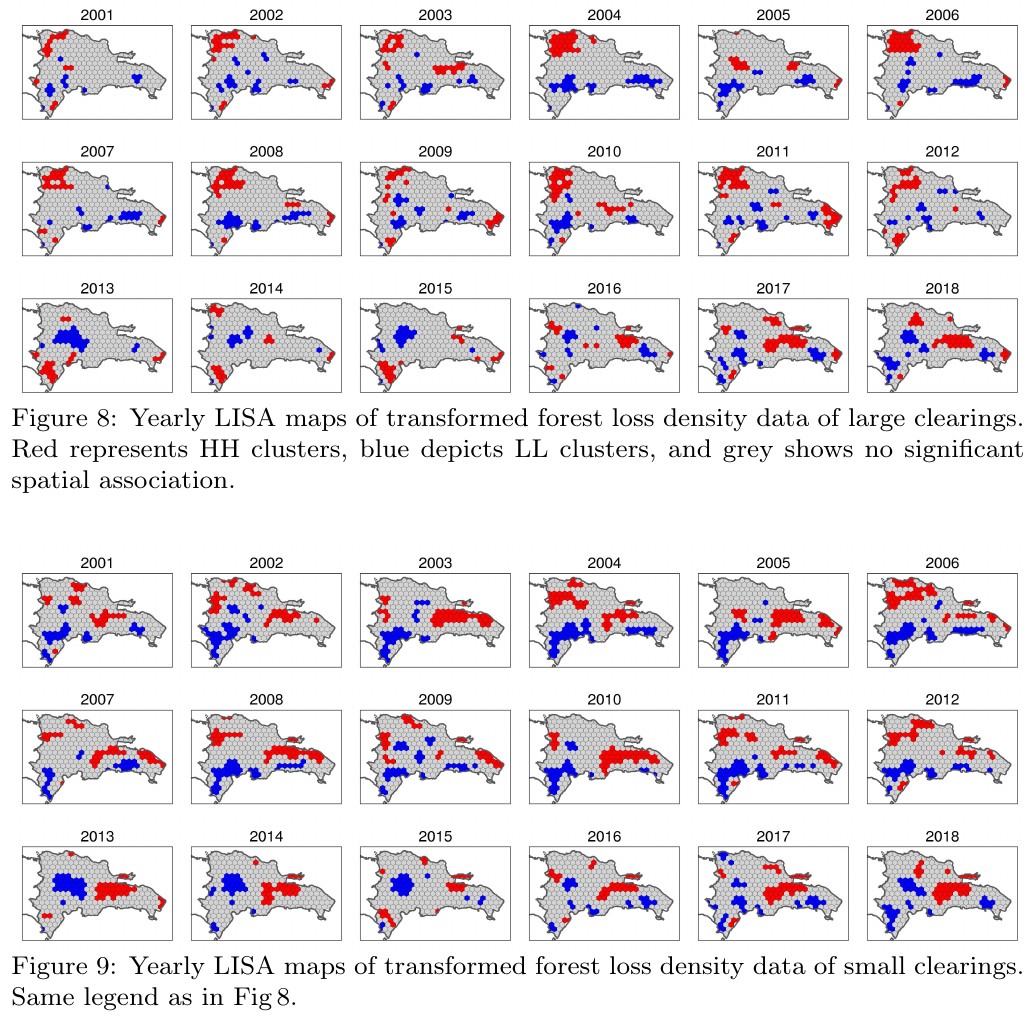 2001 2002 2003 2004 2005 2006
2007 2008 2009 2010 2011 2012
2013 2014 2015 2016 2017 2018
Figure 8: Yearly LISA maps of transformed forest loss density data of large clearings.
Red represents HH clusters, blue depicts LL clusters, and grey shows no significant
spatial association.
2001 2002 2003 2004 2005 2006
2007 2008 2009 2010 2011 2012
2013 2014 2015 2016 2017 2018
Figure 9: Yearly LISA maps of transformed forest loss density data of small clearings.
Same legend as in Fig 8.